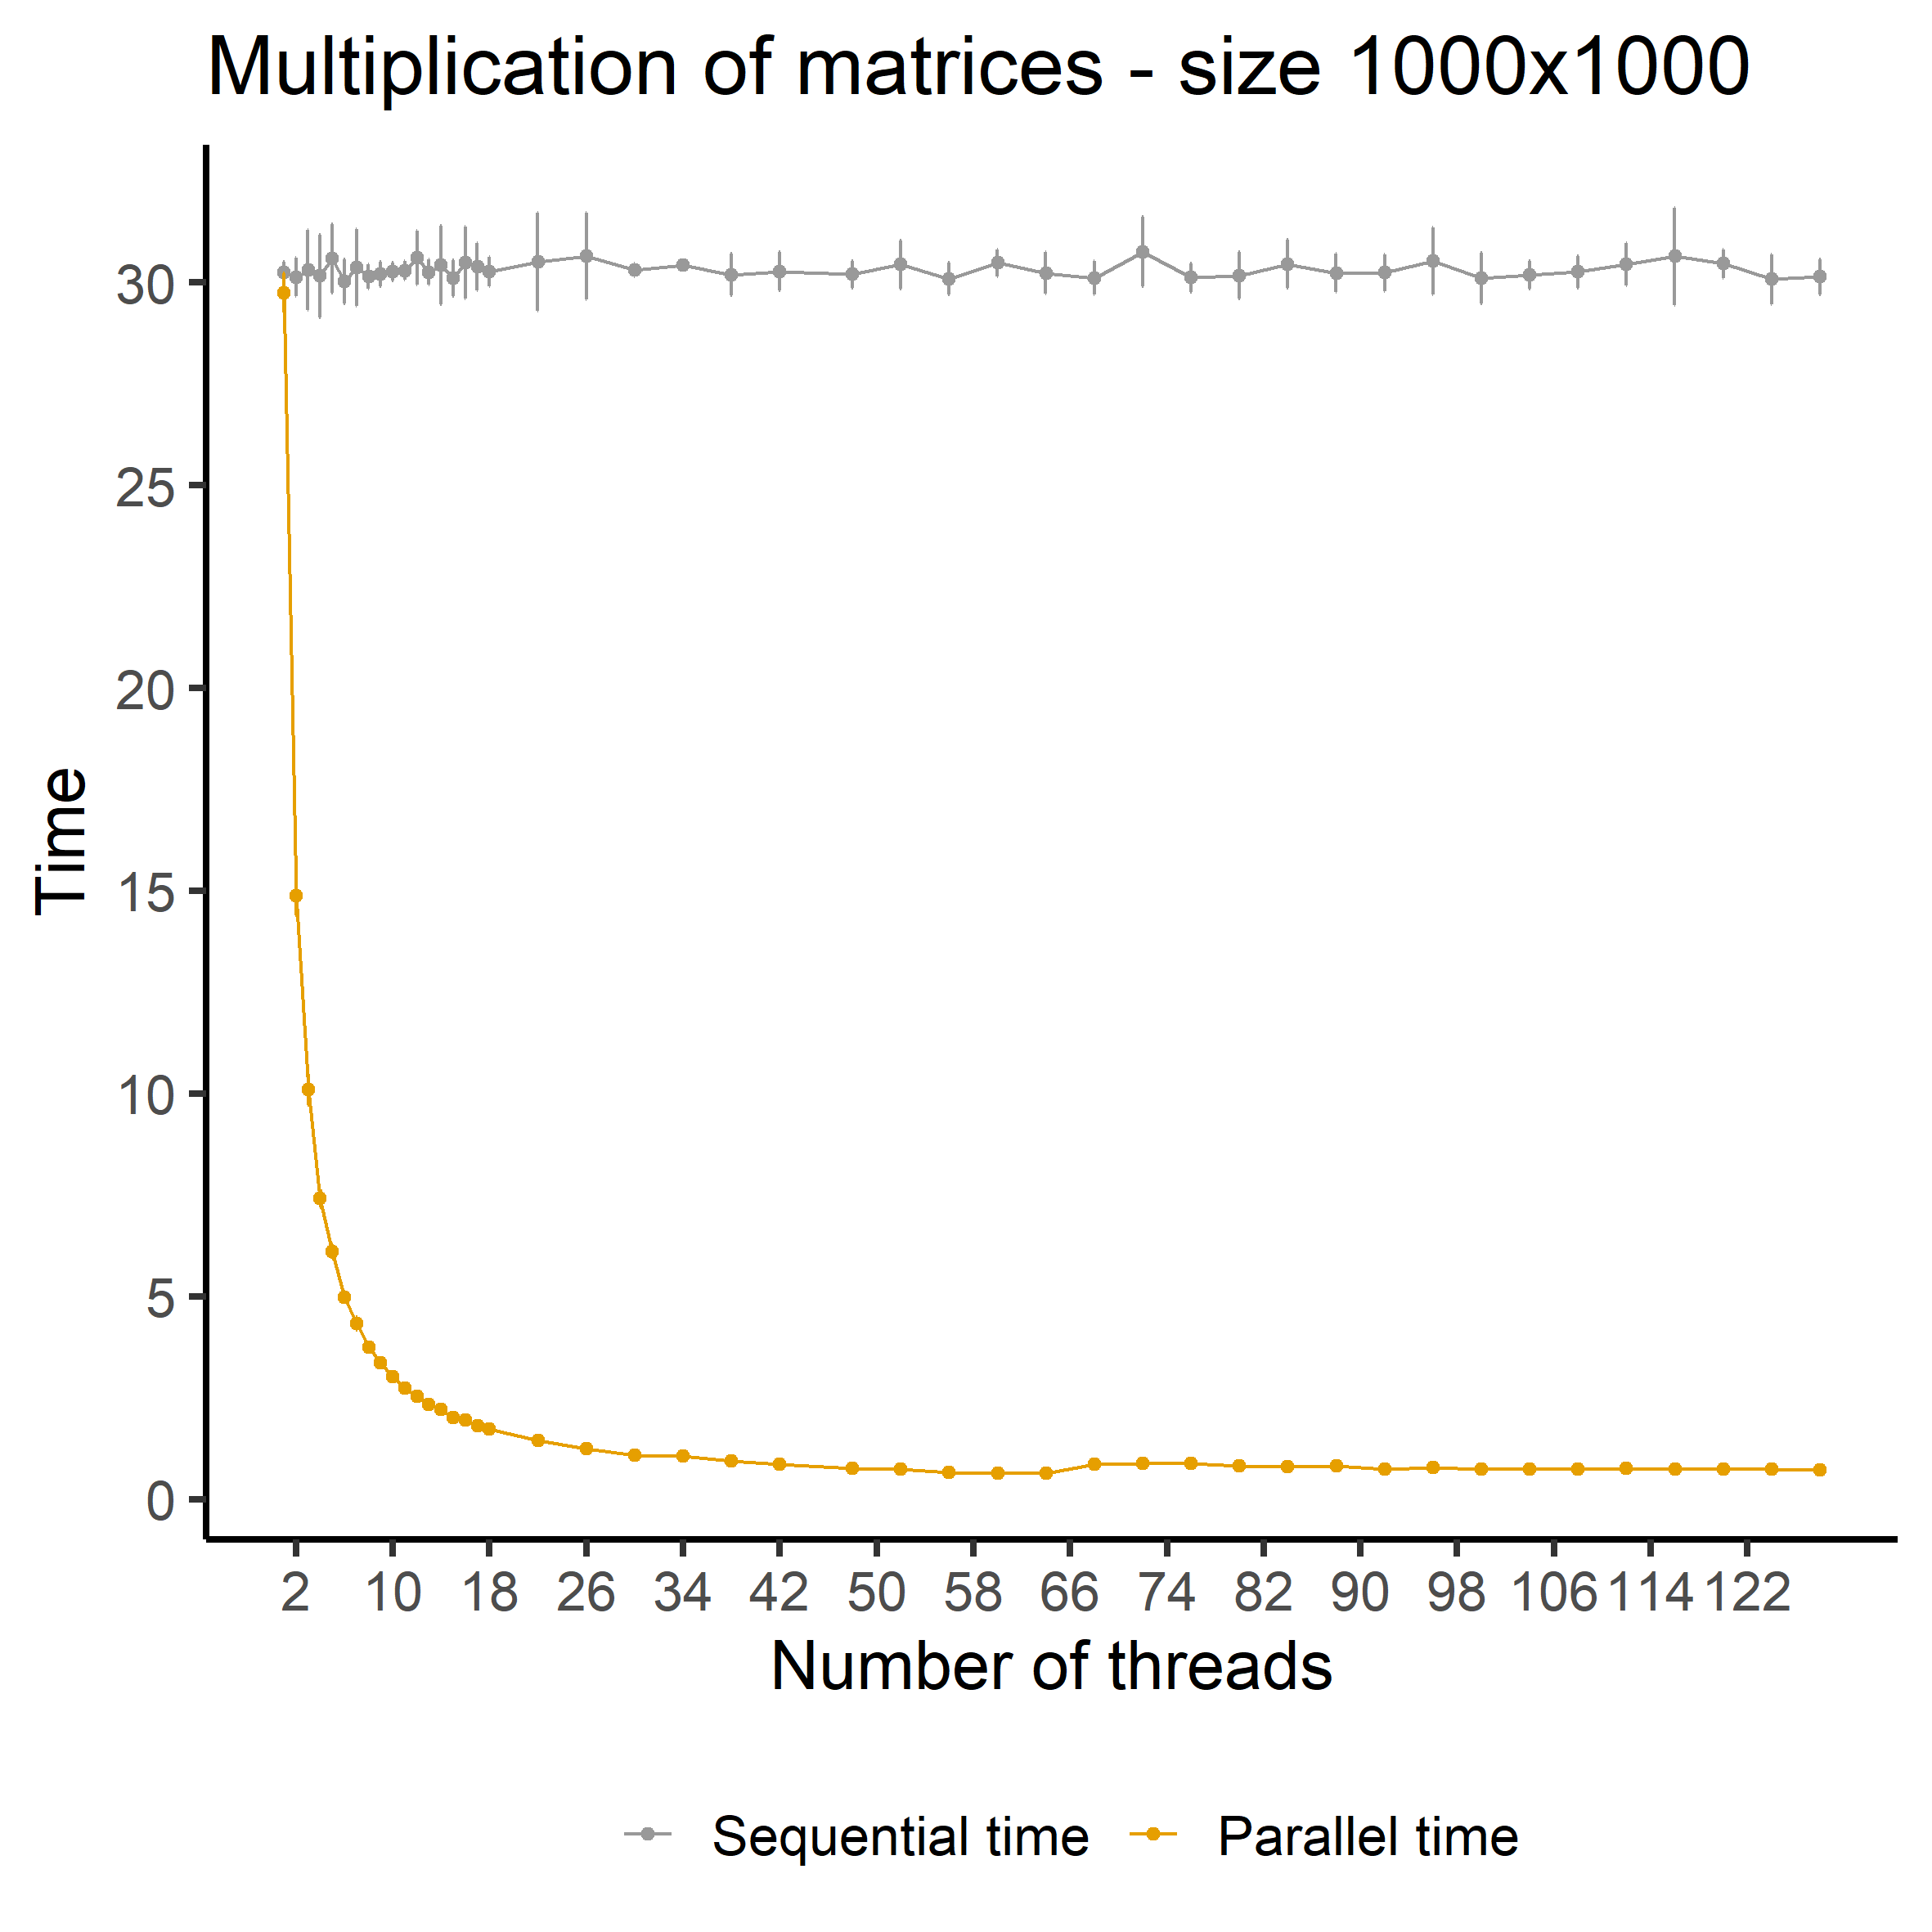 Multiplication of matrices - size 1000x1000
30
25
20
15
10
5
0
Time
2 10 18 26 34 42 50 58 66 74 82 90 98 106 114 122
Number of threads
Sequential time Parallel time